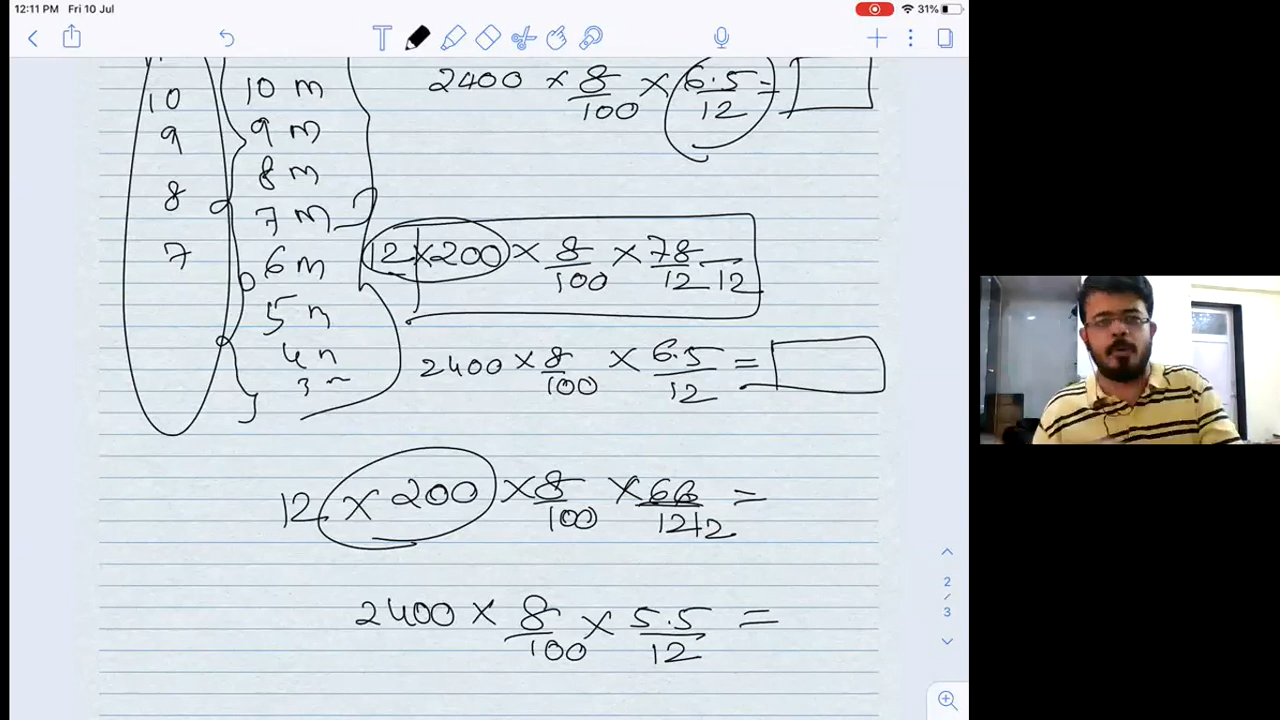 12:11 PM Fri 10 Jul
31%
T
10
9
8
7
10 m
9 m
8 m
7 m
6 m
5 m
4 m
3 m
2400 × 8/100 × 6.5/12 =
12 × 200 × 8/100 × 78/12 12
2400 × 8/100 × 6.5/12 =
12 × 200 × 8/100 × 66/12 12 =
2400 × 8/100 × 5.5/12 =
2
3